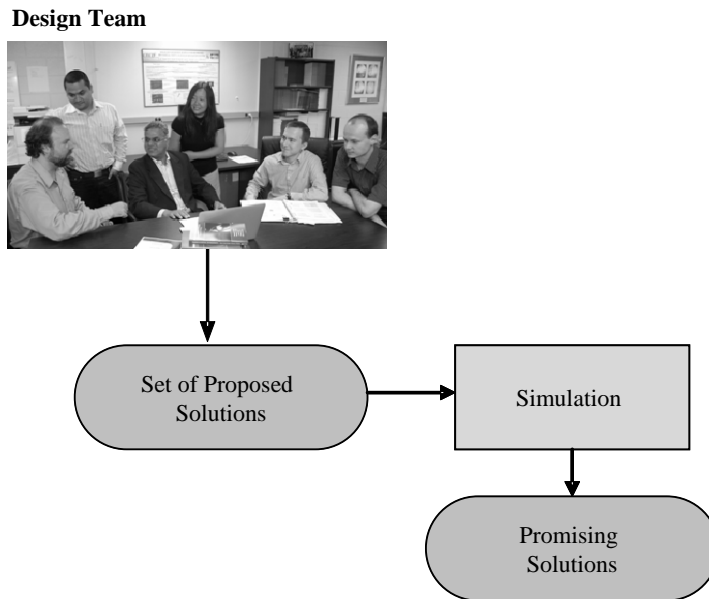 Design Team
Set of Proposed
Solutions
Simulation
Promising
Solutions